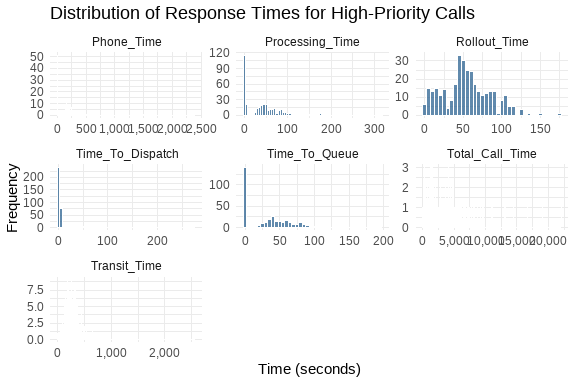 Distribution of Response Times for High-Priority Calls
Phone_Time
50
40
30
20
10
0
0 500 1,000 1,500 2,000 2,500
Processing_Time
120
90
60
30
0
0 100 200 300
Rollout_Time
30
20
10
0
0 50 100 150
Time_To_Dispatch
200
150
100
50
0
0 100 200
Time_To_Queue
100
50
0
0 50 100 150 200
Total_Call_Time
3
2
1
0
0 5,000 10,000 15,000 20,000
Transit_Time
7.5
5.0
2.5
0.0
0 1,000 2,000
Frequency
Time (seconds)